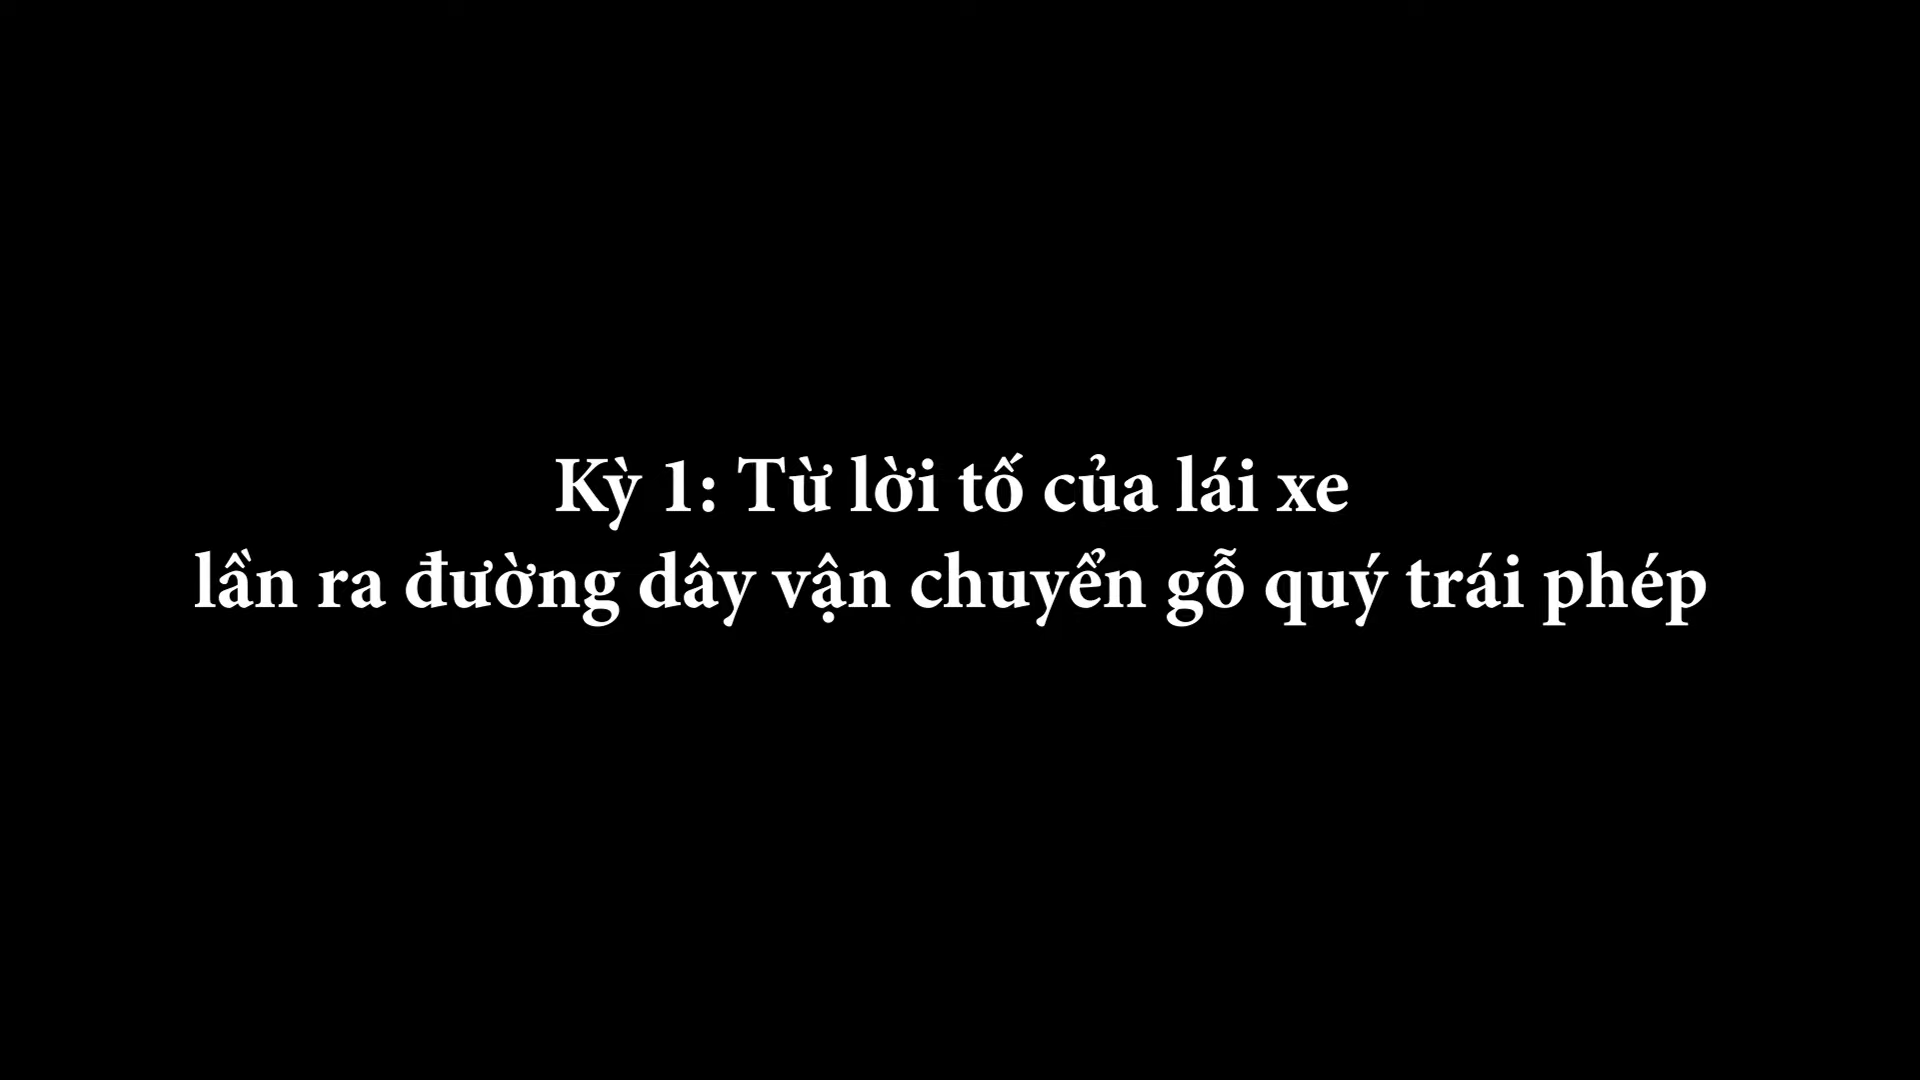 Kỳ 1: Từ lời tố của lái xe
lần ra đường dây vận chuyển gỗ quý trái phép